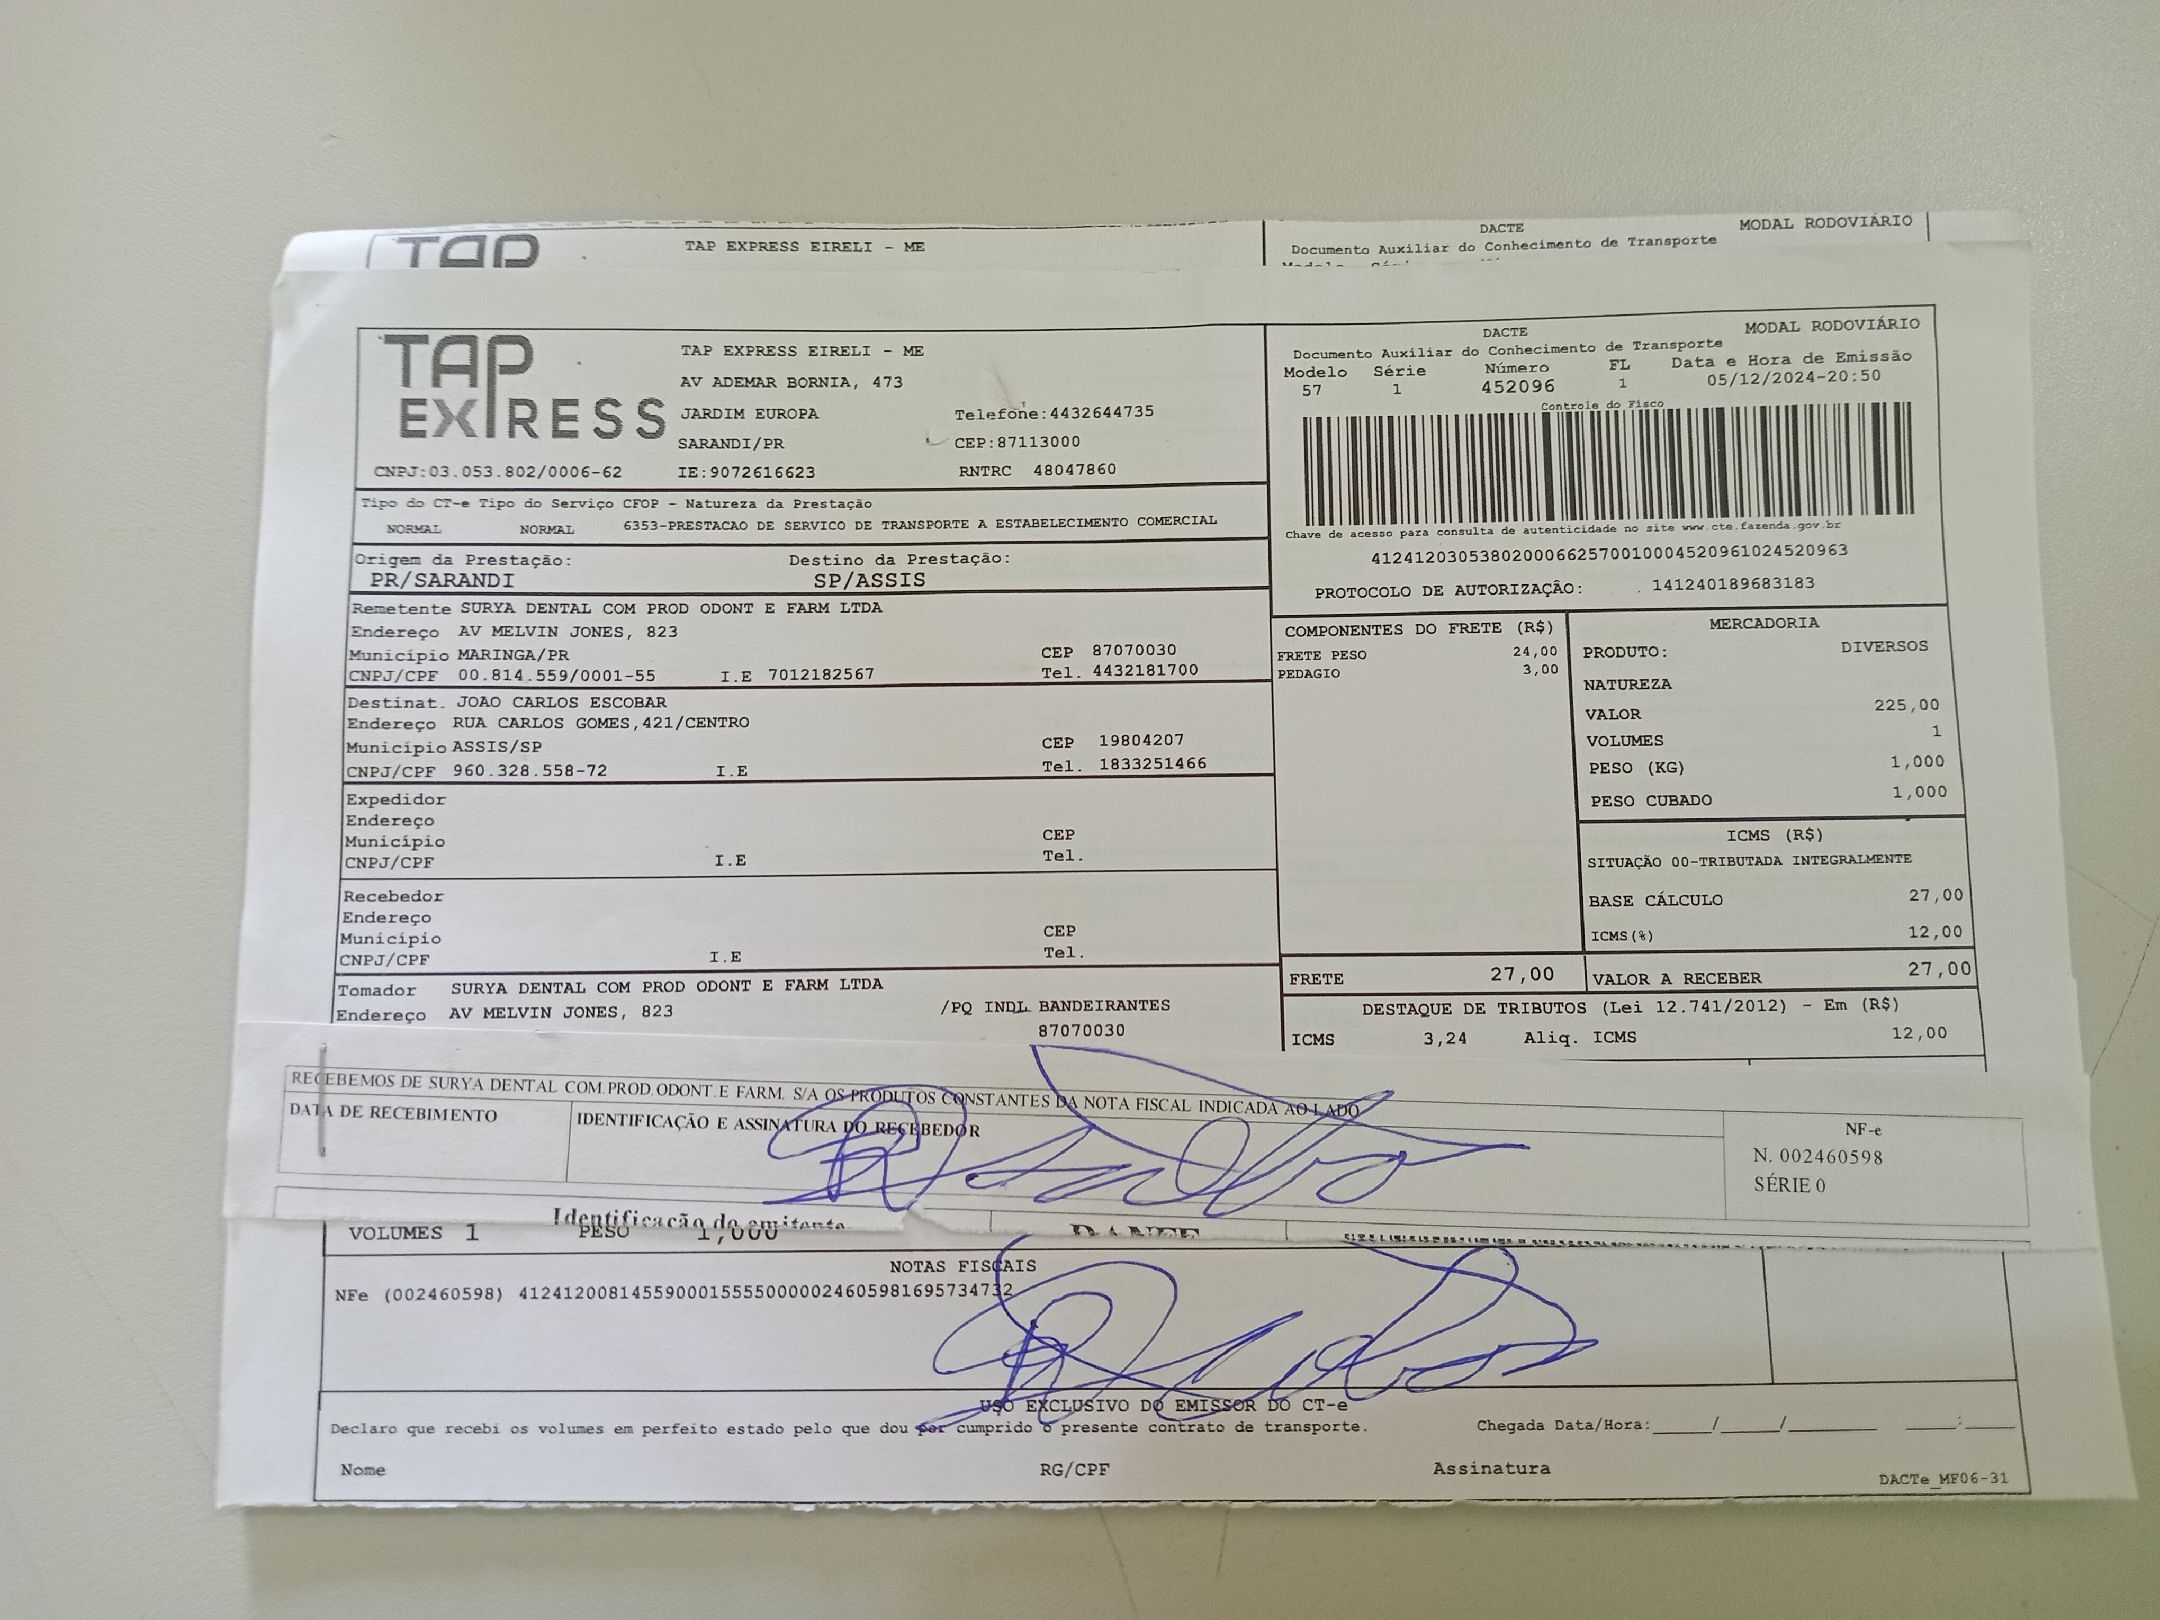 TAP
TAP EXPRESS EIRELI - ME
DACTE
MODAL RODOVIÁRIO
Documento Auxiliar do Conhecimento de Transporte
TAP EXPRESS
TAP EXPRESS EIRELI - ME
AV ADEMAR BORNIA, 473
JARDIM EUROPA Telefone:4432644735
SARANDI/PR CEP:87113000
CNPJ:03.053.802/0006-62 IE:9072616623 RNTRC 48047860
DACTE MODAL RODOVIÁRIO
Documento Auxiliar do Conhecimento de Transporte
Modelo Série Número FL Data e Hora de Emissão
57 1 452096 1 05/12/2024-20:50
Controle do Fisco
Chave de acesso para consulta de autenticidade no site www.cte.fazenda.gov.br
41241203053802000662570010004520961024520963
PROTOCOLO DE AUTORIZAÇÃO: 141240189683183
Tipo do CT-e Tipo do Serviço CFOP - Natureza da Prestação
NORMAL NORMAL 6353-PRESTACAO DE SERVICO DE TRANSPORTE A ESTABELECIMENTO COMERCIAL
Origem da Prestação: Destino da Prestação:
PR/SARANDI SP/ASSIS
Remetente SURYA DENTAL COM PROD ODONT E FARM LTDA
Endereço AV MELVIN JONES, 823
Município MARINGA/PR CEP 87070030
CNPJ/CPF 00.814.559/0001-55 I.E 7012182567 Tel. 4432181700
Destinat. JOAO CARLOS ESCOBAR
Endereço RUA CARLOS GOMES,421/CENTRO
Município ASSIS/SP CEP 19804207
CNPJ/CPF 960.328.558-72 I.E Tel. 1833251466
Expedidor
Endereço
Município CEP
CNPJ/CPF I.E Tel.
Recebedor
Endereço
Município CEP
CNPJ/CPF I.E Tel.
Tomador SURYA DENTAL COM PROD ODONT E FARM LTDA
Endereço AV MELVIN JONES, 823 /PQ INDL BANDEIRANTES
87070030
COMPONENTES DO FRETE (R$)
FRETE PESO 24,00
PEDAGIO 3,00
MERCADORIA
PRODUTO: DIVERSOS
NATUREZA
VALOR 225,00
VOLUMES 1
PESO (KG) 1,000
PESO CUBADO 1,000
ICMS (R$)
SITUAÇÃO 00-TRIBUTADA INTEGRALMENTE
BASE CÁLCULO 27,00
ICMS(%) 12,00
FRETE 27,00 VALOR A RECEBER 27,00
DESTAQUE DE TRIBUTOS (Lei 12.741/2012) - Em (R$)
ICMS 3,24 Aliq. ICMS 12,00
RECEBEMOS DE SURYA DENTAL COM.PROD.ODONT.E FARM. S/A OS PRODUTOS CONSTANTES DA NOTA FISCAL INDICADA AO LADO
DATA DE RECEBIMENTO IDENTIFICAÇÃO E ASSINATURA DO RECEBEDOR
NF-e
N. 002460598
SÉRIE 0
Identificação do emitente DANFE
VOLUMES 1 PESO 1,000
NOTAS FISCAIS
NFe (002460598) 41241200814559000155550000024605981695734732
USO EXCLUSIVO DO EMISSOR DO CT-e
Declaro que recebi os volumes em perfeito estado pelo que dou por cumprido o presente contrato de transporte. Chegada Data/Hora:____/____/______ ____:____
Nome RG/CPF Assinatura
DACTe_MF06-31